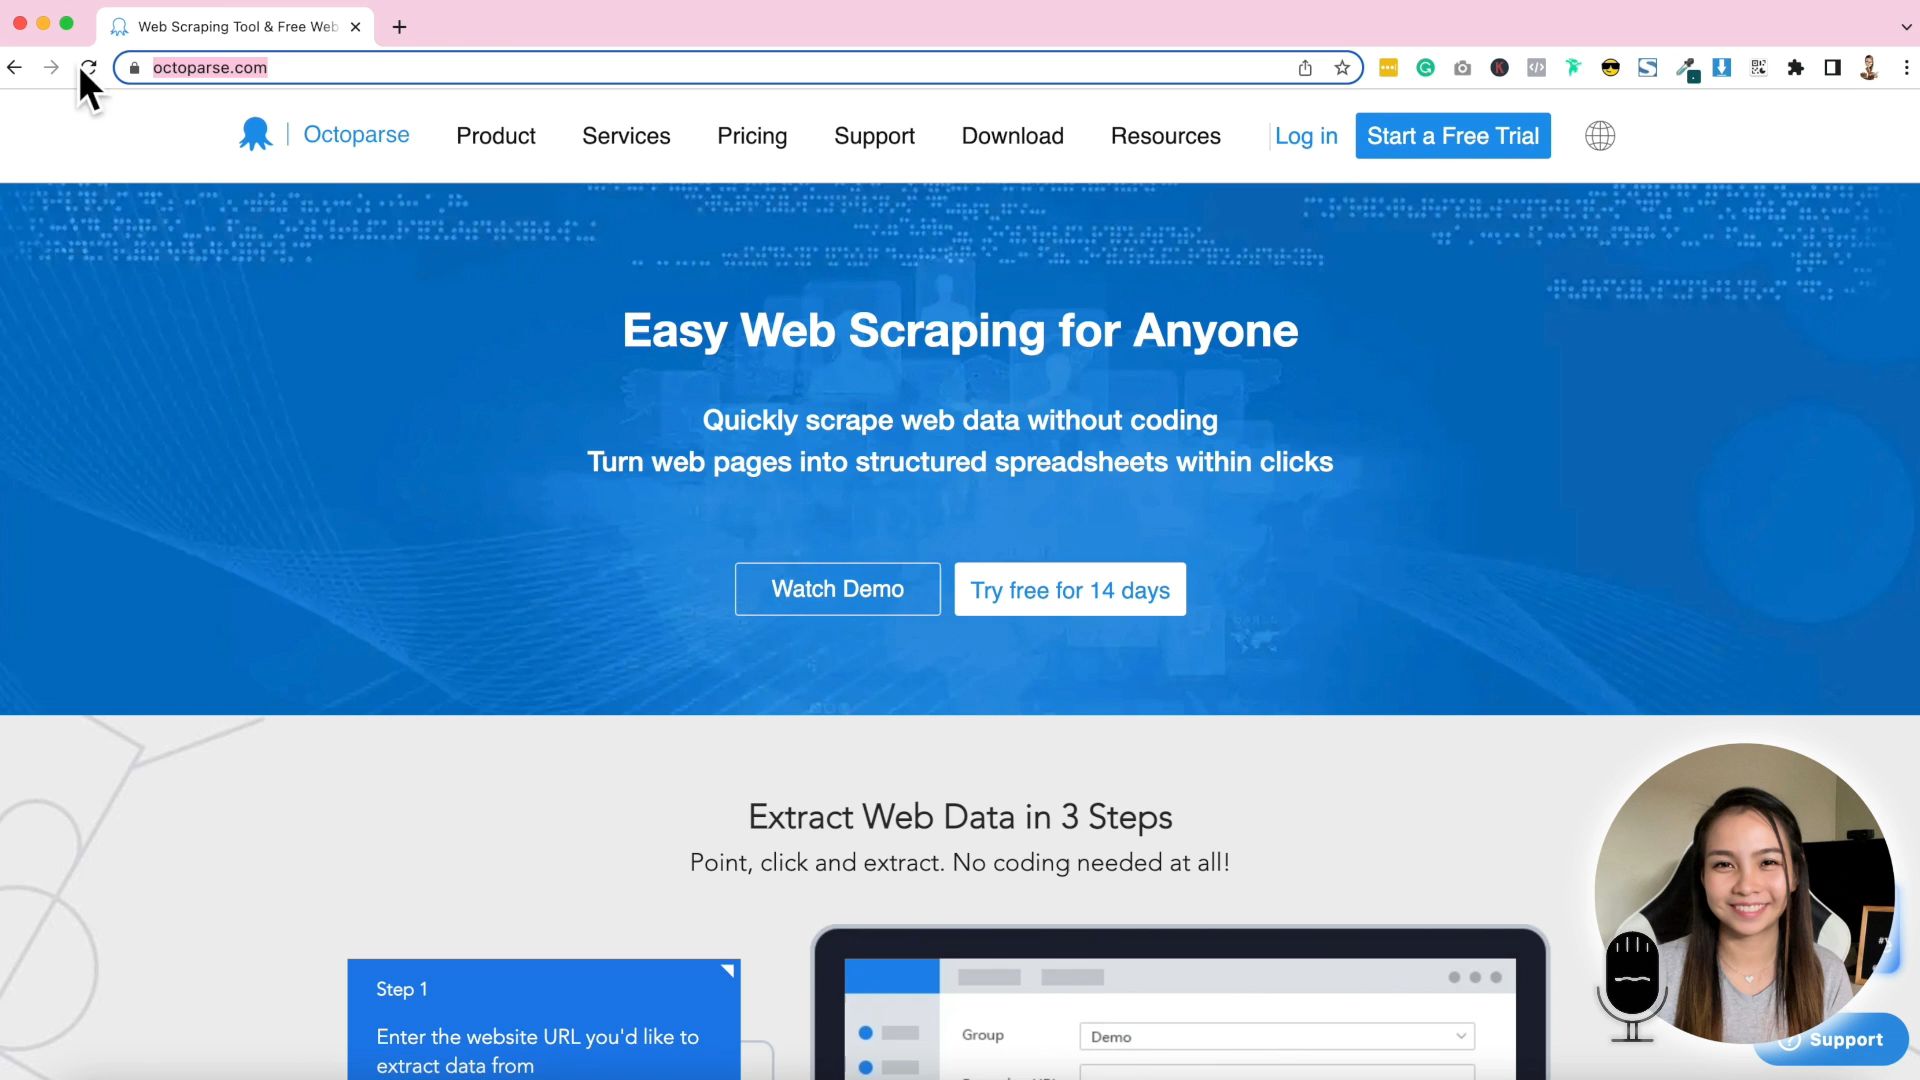 Web Scraping Tool & Free Web
octoparse.com
Octoparse
Product
Services
Pricing
Support
Download
Resources
Log in
Start a Free Trial
Easy Web Scraping for Anyone
Quickly scrape web data without coding
Turn web pages into structured spreadsheets within clicks
Watch Demo
Try free for 14 days
Extract Web Data in 3 Steps
Point, click and extract. No coding needed at all!
Step 1
Enter the website URL you'd like to
extract data from
Group
Demo
Support